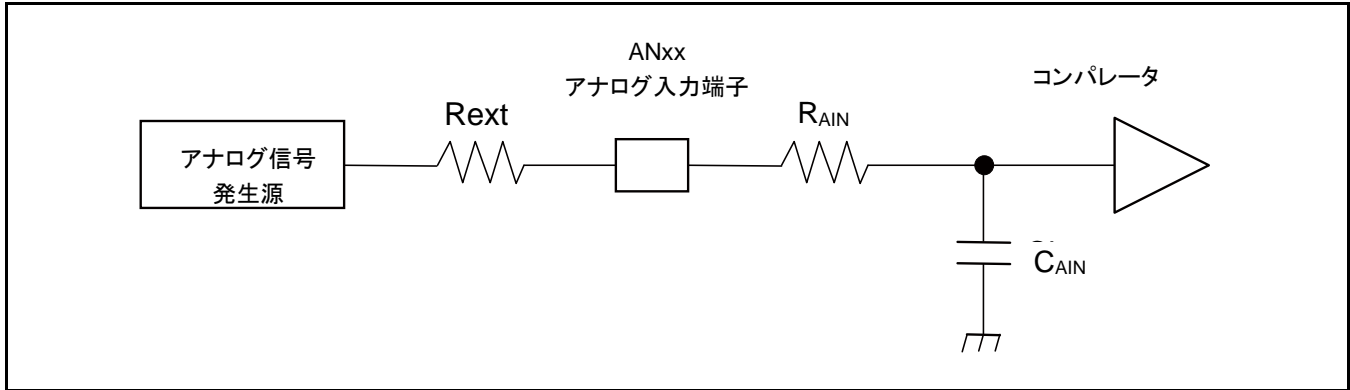 ANxx
アナログ入力端子
コンパレータ
Rext
RAIN
アナログ信号
発生源
CAIN